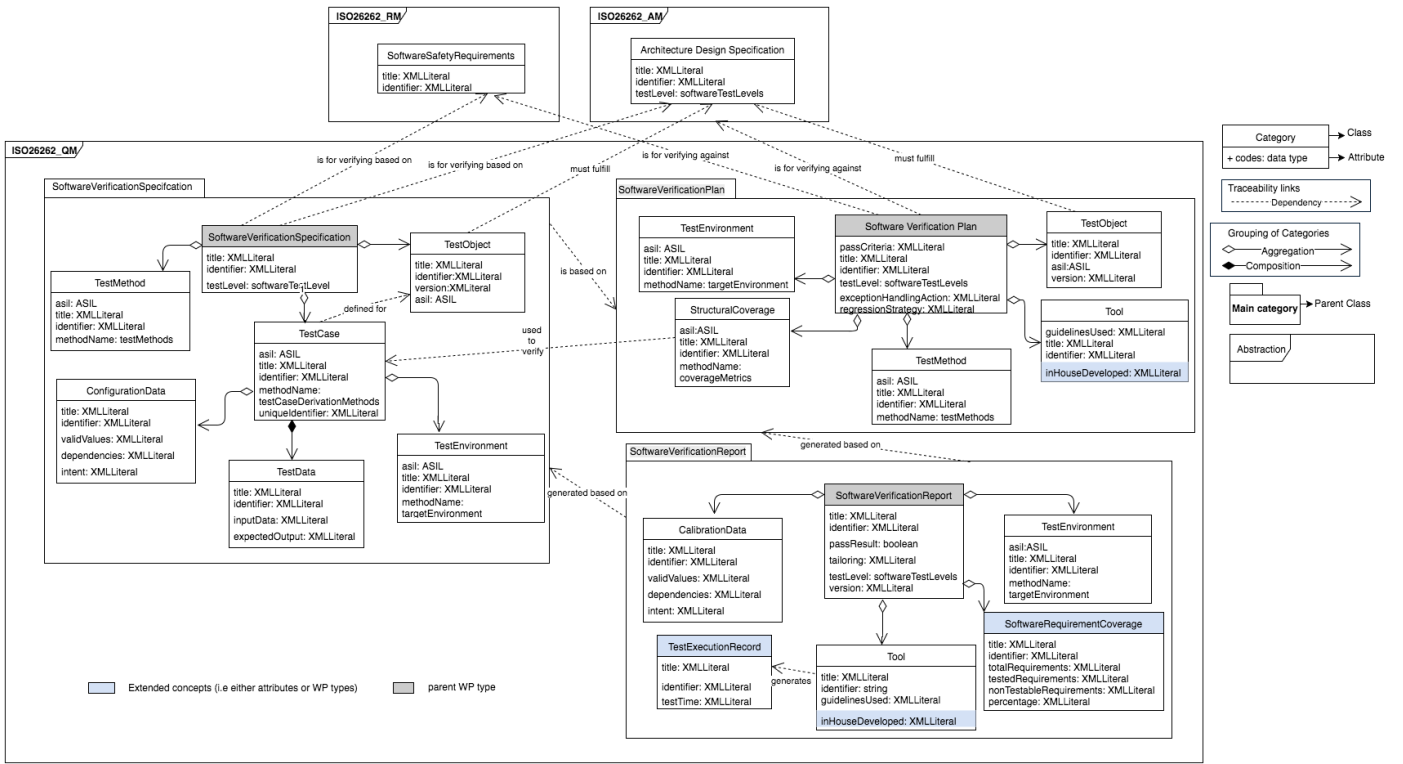 ISO26262_RM
SoftwareSafetyRequirements
title: XMLLiteral
identifier: XMLLiteral
ISO26262_AM
Architecture Design Specification
title: XMLLiteral
identifier: XMLLiteral
testLevel: softwareTestLevels
ISO26262_QM
is for verifying based on
is for verifying based on
must fulfill
is for verifying against
is for verifying against
must fulfill
SoftwareVerificationSpecifcation
SoftwareVerificationSpecification
title: XMLLiteral
identifier: XMLLiteral
testLevel: softwareTestLevel
TestObject
title: XMLLiteral
identifier:XMLLiteral
version:XMLLiteral
asil: ASIL
TestMethod
asil: ASIL
title: XMLLiteral
identifier: XMLLiteral
methodName: testMethods
defined for
TestCase
asil: ASIL
title: XMLLiteral
identifier: XMLLiteral
methodName:
testCaseDerivationMethods
uniqueIdentifier: XMLLiteral
ConfigurationData
title: XMLLiteral
identifier: XMLLiteral
validValues: XMLLiteral
dependencies: XMLLiteral
intent: XMLLiteral
TestData
title: XMLLiteral
identifier: XMLLiteral
inputData: XMLLiteral
expectedOutput: XMLLiteral
TestEnvironment
asil: ASIL
title: XMLLiteral
identifier: XMLLiteral
methodName:
targetEnvironment
is based on
used
to
verify
generated based on
SoftwareVerificationPlan
TestEnvironment
asil: ASIL
title: XMLLiteral
identifier: XMLLiteral
methodName: targetEnvironment
Software Verification Plan
passCriteria: XMLLiteral
title: XMLLiteral
identifier: XMLLiteral
testLevel: softwareTestLevels
exceptionHandlingAction: XMLLiteral
regressionStrategy: XMLLiteral
TestObject
title: XMLLiteral
identifier: XMLLiteral
asil:ASIL
version: XMLLiteral
StructuralCoverage
asil:ASIL
title: XMLLiteral
identifier: XMLLiteral
methodName:
coverageMetrics
TestMethod
asil: ASIL
title: XMLLiteral
identifier: XMLLiteral
methodName: testMethods
Tool
guidelinesUsed: XMLLiteral
title: XMLLiteral
identifier: XMLLiteral
inHouseDeveloped: XMLLiteral
generated based on
SoftwareVerificationReport
SoftwareVerificationReport
title: XMLLiteral
identifier: XMLLiteral
passResult: boolean
tailoring: XMLLiteral
testLevel: softwareTestLevels
version: XMLLiteral
CalibrationData
title: XMLLiteral
identifier: XMLLiteral
validValues: XMLLiteral
dependencies: XMLLiteral
intent: XMLLiteral
TestEnvironment
asil:ASIL
title: XMLLiteral
identifier: XMLLiteral
methodName:
targetEnvironment
SoftwareRequirementCoverage
title: XMLLiteral
identifier: XMLLiteral
totalRequirements: XMLLiteral
testedRequirements: XMLLiteral
nonTestableRequirements: XMLLiteral
percentage: XMLLiteral
TestExecutionRecord
title: XMLLiteral
identifier: XMLLiteral
testTime: XMLLiteral
generates
Tool
title: XMLLiteral
identifier: string
guidelinesUsed: XMLLiteral
inHouseDeveloped: XMLLiteral
Extended concepts (i.e either attributes or WP types)
parent WP type
Category
+ codes: data type
Class
Attribute
Traceability links
Dependency
Grouping of Categories
Aggregation
Composition
Main category
Parent Class
Abstraction